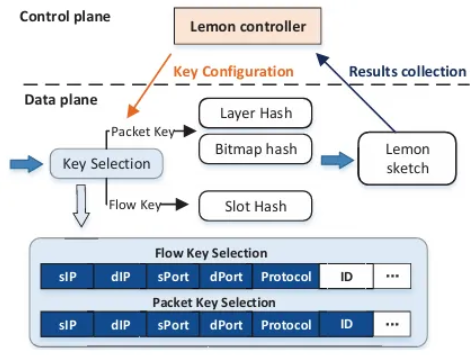 Control plane
Lemon controller
Key Configuration
Results collection
Data plane
Layer Hash
Packet Key
Bitmap hash
Key Selection
Lemon
sketch
Flow Key
Slot Hash
Flow Key Selection
sIP dIP sPort dPort Protocol ID ...
Packet Key Selection
sIP dIP sPort dPort Protocol ID ...